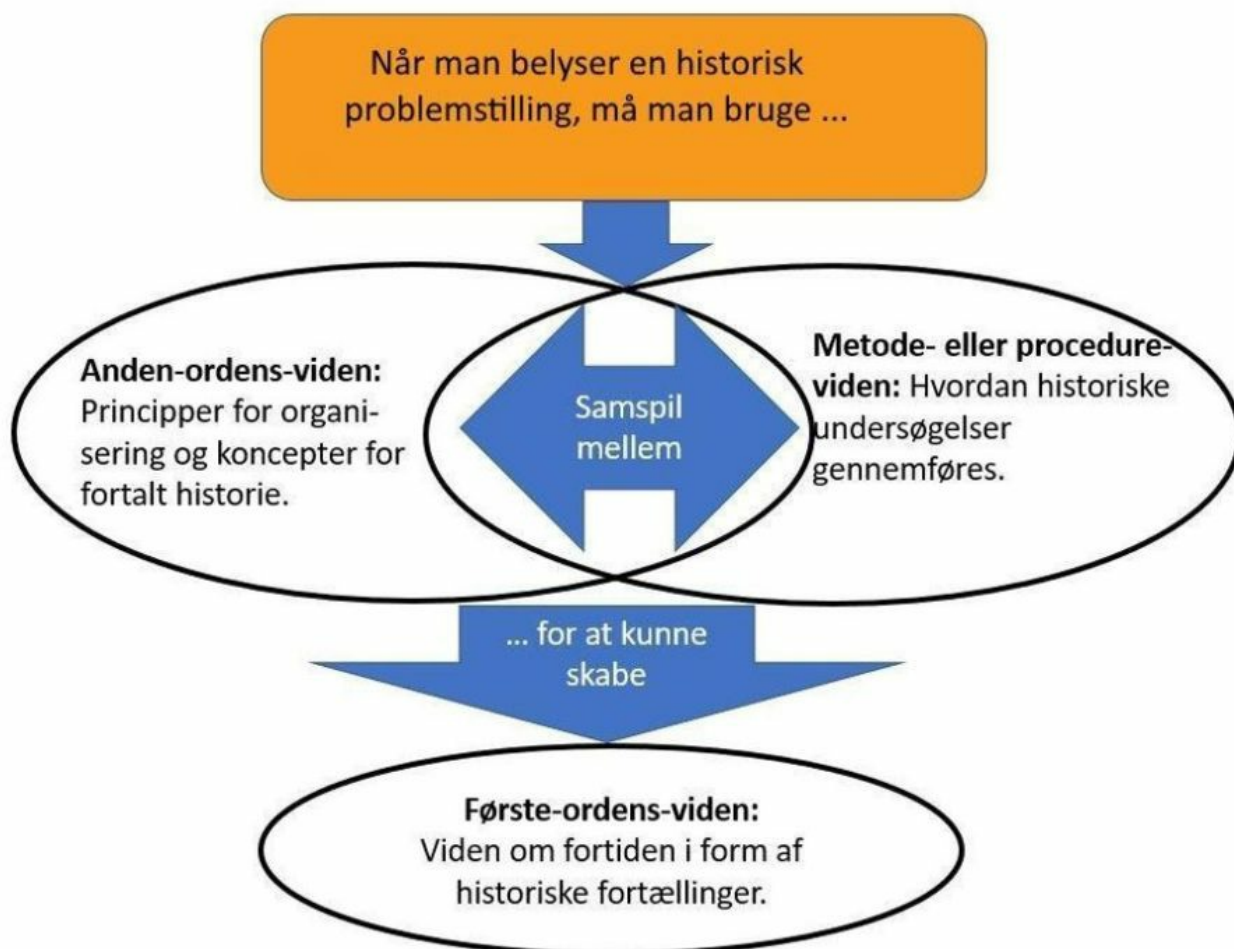 Når man belyser en historisk
problemstilling, må man bruge ...
Anden-ordens-viden:
Principper for organi-
sering og koncepter for
fortalt historie.
Samspil
mellem
Metode- eller procedure-
viden: Hvordan historiske
undersøgelser
gennemføres.
... for at kunne
skabe
Første-ordens-viden:
Viden om fortiden i form af
historiske fortællinger.